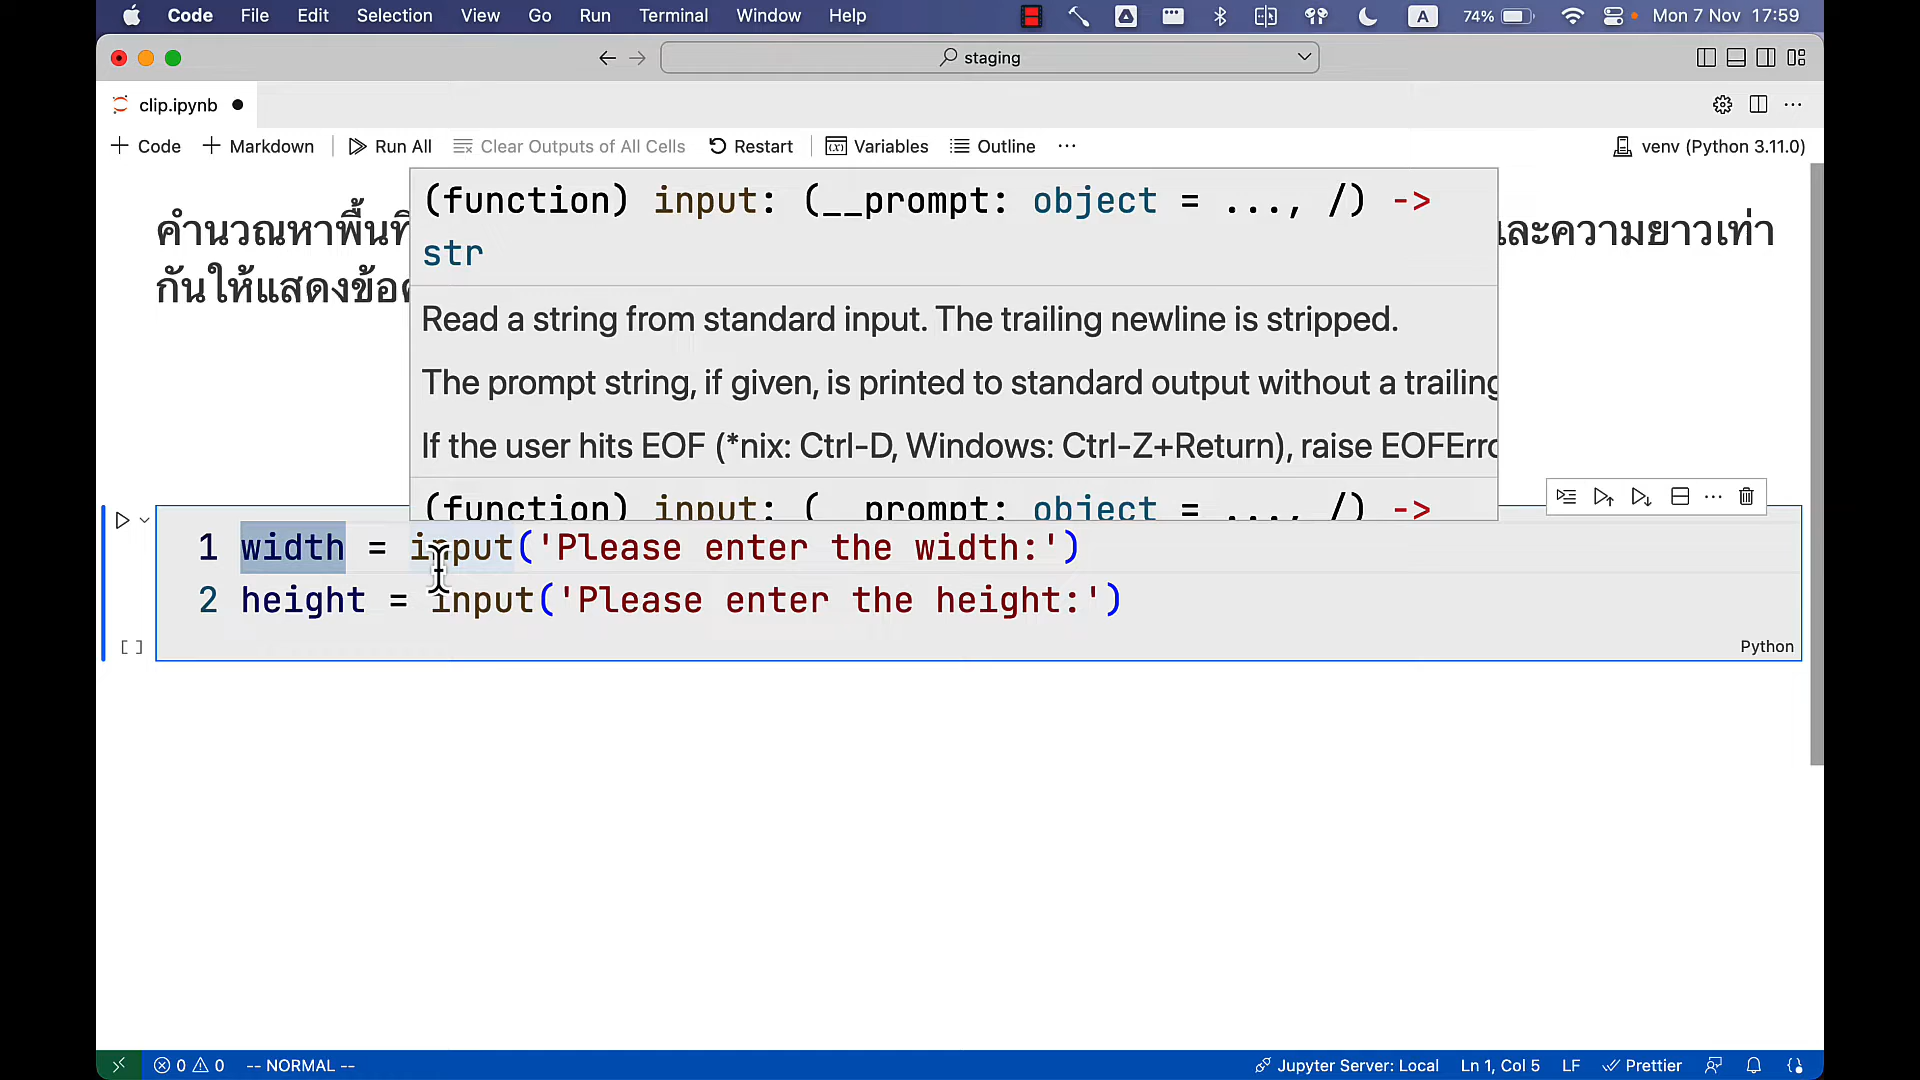 Code File Edit Selection View Go Run Terminal Window Help A 74% Mon 7 Nov 17:59
staging
clip.ipynb
Code Markdown Run All Clear Outputs of All Cells Restart Variables Outline ... venv (Python 3.11.0)
(function) input: (__prompt: object = ..., /) ->
str
คำนวณหาพื้นที่ และความยาวเท่า
กันให้แสดงข้อ
Read a string from standard input. The trailing newline is stripped.
The prompt string, if given, is printed to standard output without a trailing
If the user hits EOF (*nix: Ctrl-D, Windows: Ctrl-Z+Return), raise EOFErro
(function) input: (__prompt: object = ..., /) ->
1 width = input('Please enter the width:')
2 height = input('Please enter the height:')
[ ] Python
0 0 -- NORMAL -- Jupyter Server: Local Ln 1, Col 5 LF Prettier